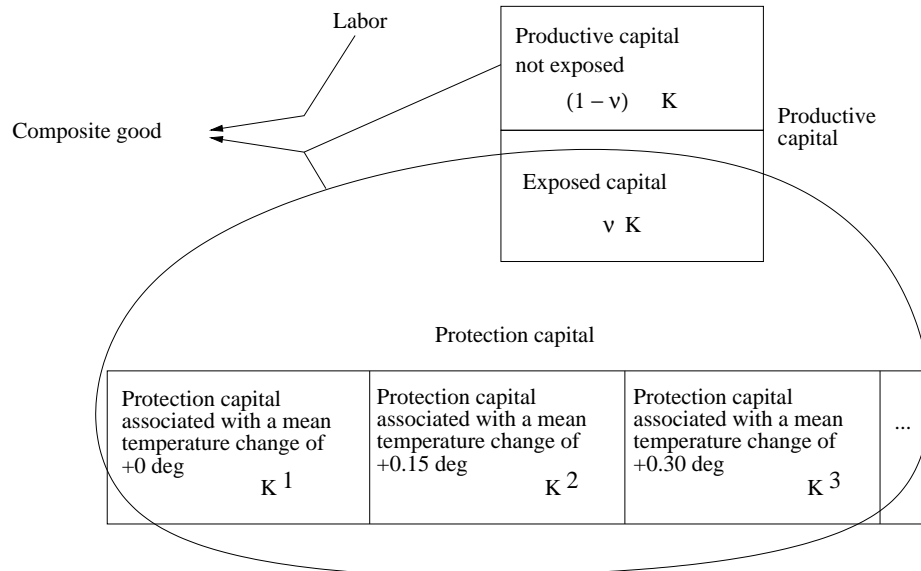 Labor
Composite good
Productive capital
not exposed
(1 − ν) K
Productive
capital
Exposed capital
ν K
Protection capital
Protection capital
associated with a mean
temperature change of
+0 deg
K 1
Protection capital
associated with a mean
temperature change of
+0.15 deg
K 2
Protection capital
associated with a mean
temperature change of
+0.30 deg
K 3
...